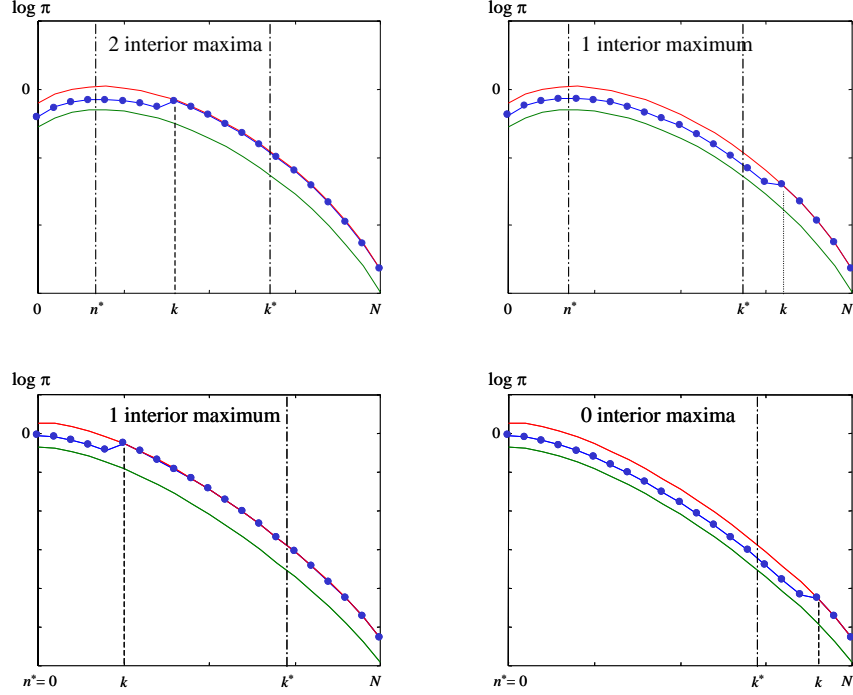 log π
2 interior maxima
0
0 n* k k* N
log π
1 interior maximum
0
0 n* k* k N
log π
1 interior maximum
0
n*= 0 k k* N
log π
0 interior maxima
0
n*= 0 k* k N